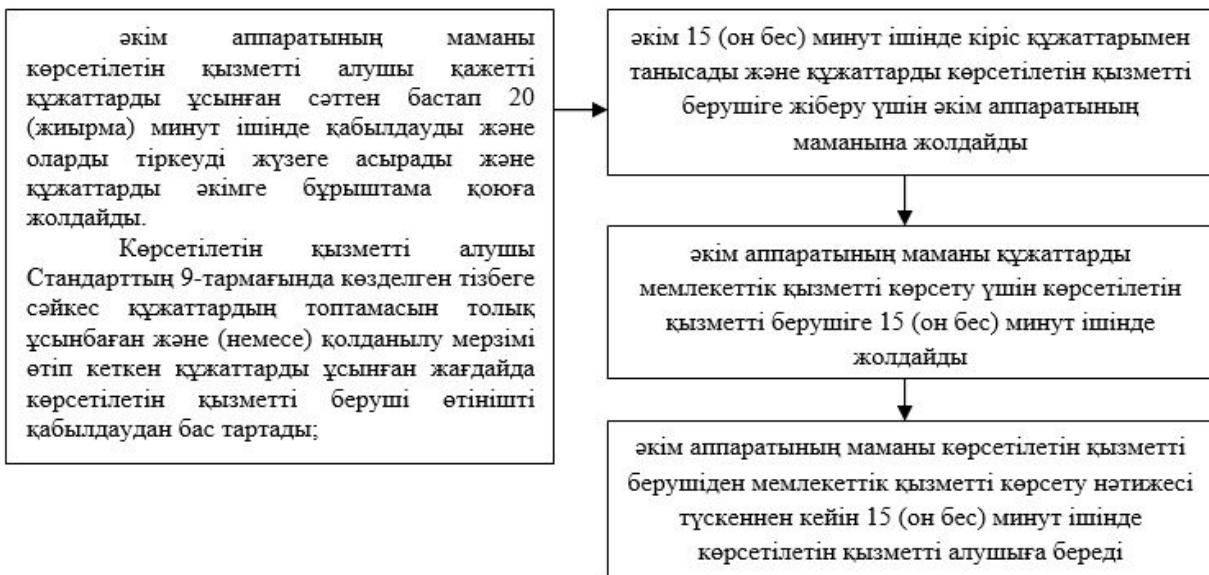 әкім аппаратының маманы
көрсетілетін қызметті алушы қажетті
құжаттарды ұсынған сәттен бастап 20
(жиырма) минут ішінде қабылдауды және
оларды тіркеуді жүзеге асырады және
құжаттарды әкімге бұрыштама қоюға
жолдайды.
Көрсетілетін қызметті алушы
Стандарттың 9-тармағында көзделген тізбеге
сәйкес құжаттардың топтамасын толық
ұсынбаған және (немесе) қолданылу мерзімі
өтіп кеткен құжаттарды ұсынған жағдайда
көрсетілетін қызметті беруші өтінішті
қабылдаудан бас тартады;
әкім 15 (он бес) минут ішінде кіріс құжаттарымен
танысады және құжаттарды көрсетілетін қызметті
берушіге жіберу үшін әкім аппаратының
маманына жолдайды
әкім аппаратының маманы құжаттарды
мемлекеттік қызметті көрсету үшін көрсетілетін
қызметті берушіге 15 (он бес) минут ішінде
жолдайды
әкім аппаратының маманы көрсетілетін қызметті
берушіден мемлекеттік қызметті көрсету нәтижесі
түскеннен кейін 15 (он бес) минут ішінде
көрсетілетін қызметті алушыға береді